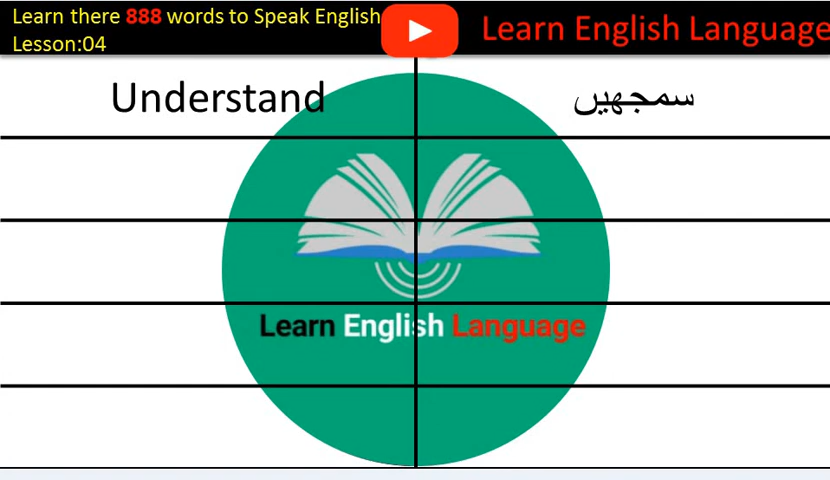 Learn there 888 words to Speak English
Lesson:04
Learn English Language
Understand
سمجھیں
Learn English Language